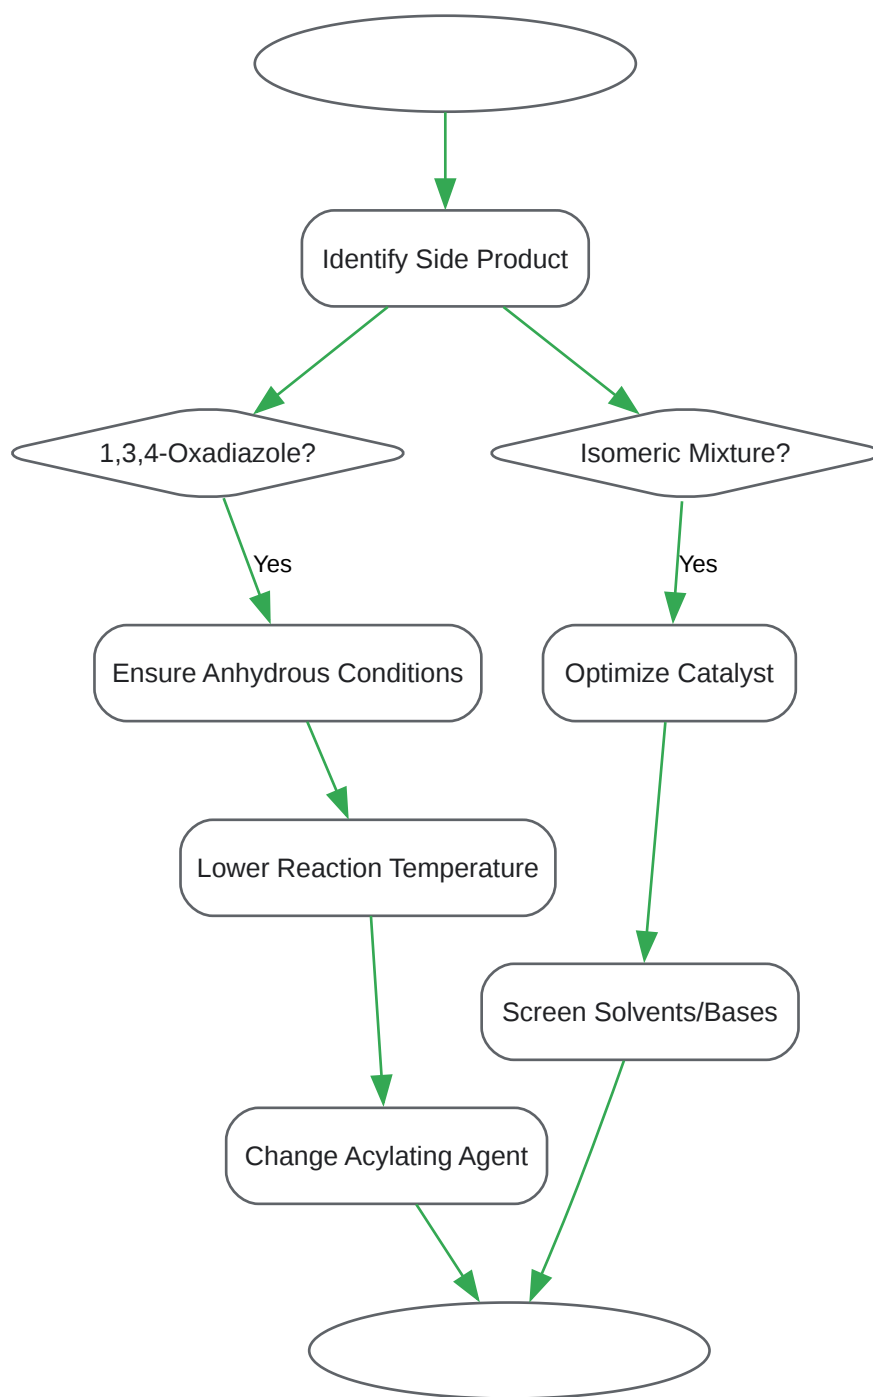 Identify Side Product
1,3,4-Oxadiazole?
Isomeric Mixture?
Yes
Yes
Ensure Anhydrous Conditions
Optimize Catalyst
Lower Reaction Temperature
Screen Solvents/Bases
Change Acylating Agent